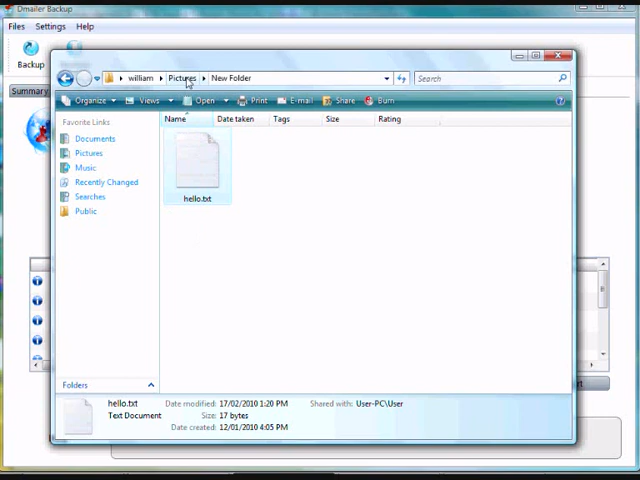 Dmailer Backup
Files Settings Help
Backup
Summary
william Pictures New Folder Search
Organize Views Open Print E-mail Share Burn
Favorite Links Name Date taken Tags Size Rating
Documents
Pictures
Music
Recently Changed
Searches
Public
hello.txt
Folders
hello.txt Date modified: 17/02/2010 1:20 PM Shared with: User-PC\User
Text Document Size: 17 bytes
Date created: 12/01/2010 4:05 PM